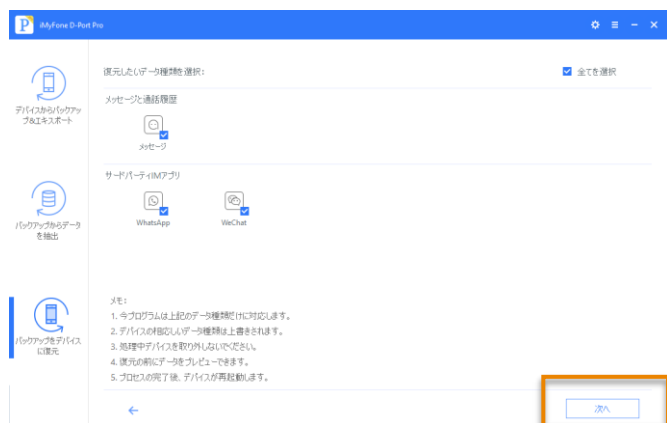 iMyFone D-Port Pro
復元したいデータ種類を選択:
全てを選択
メッセージと通話履歴
メッセージ
サードパーティIMアプリ
WhatsApp
WeChat
デバイスからバックアッ
プ&エキスポート
バックアップからデータ
を抽出
バックアップをデバイス
に復元
メモ:
1. 今プログラムは上記のデータ種類だけに対応します。
2. デバイスの相応しいデータ種類は上書きされます。
3. 処理中デバイスを取り外しないでください。
4. 復元の前にデータをプレビューできます。
5. プロセスの完了後、デバイスが再起動します。
次へ